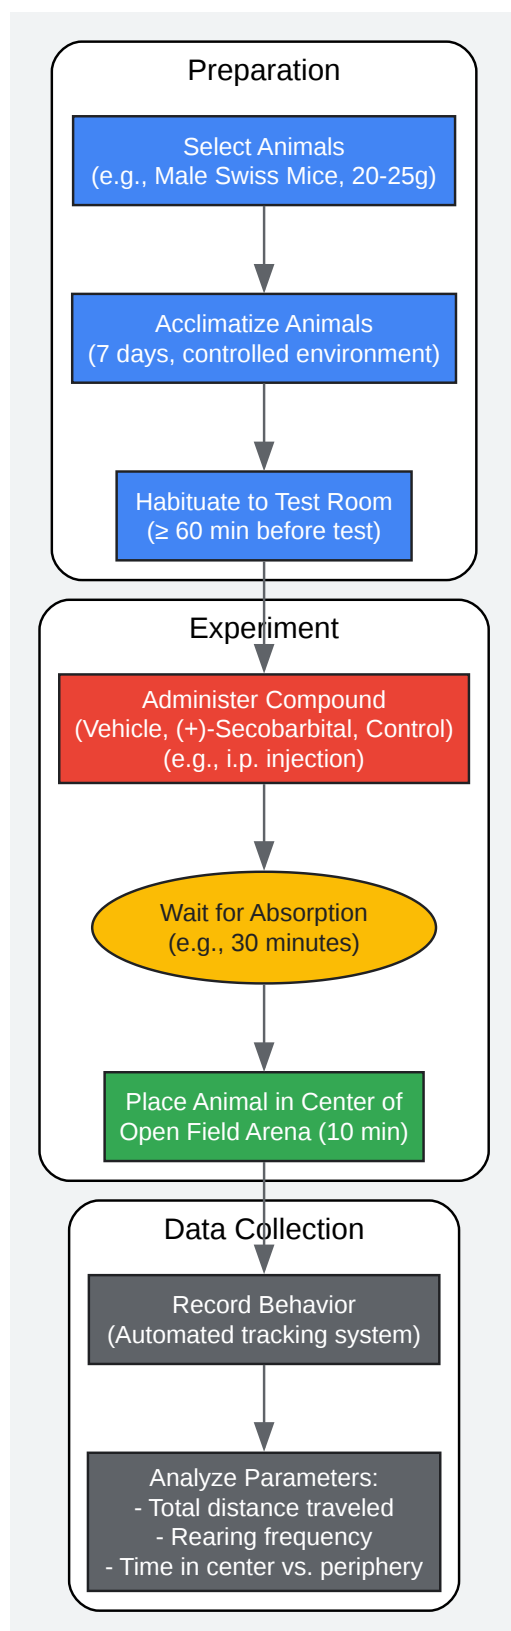 Preparation
Select Animals
(e.g., Male Swiss Mice, 20-25g)
Acclimatize Animals
(7 days, controlled environment)
Habituate to Test Room
(≥ 60 min before test)
Experiment
Administer Compound
(Vehicle, (+)-Secobarbital, Control)
(e.g., i.p. injection)
Wait for Absorption
(e.g., 30 minutes)
Place Animal in Center of
Open Field Arena (10 min)
Data Collection
Record Behavior
(Automated tracking system)
Analyze Parameters:
- Total distance traveled
- Rearing frequency
- Time in center vs. periphery